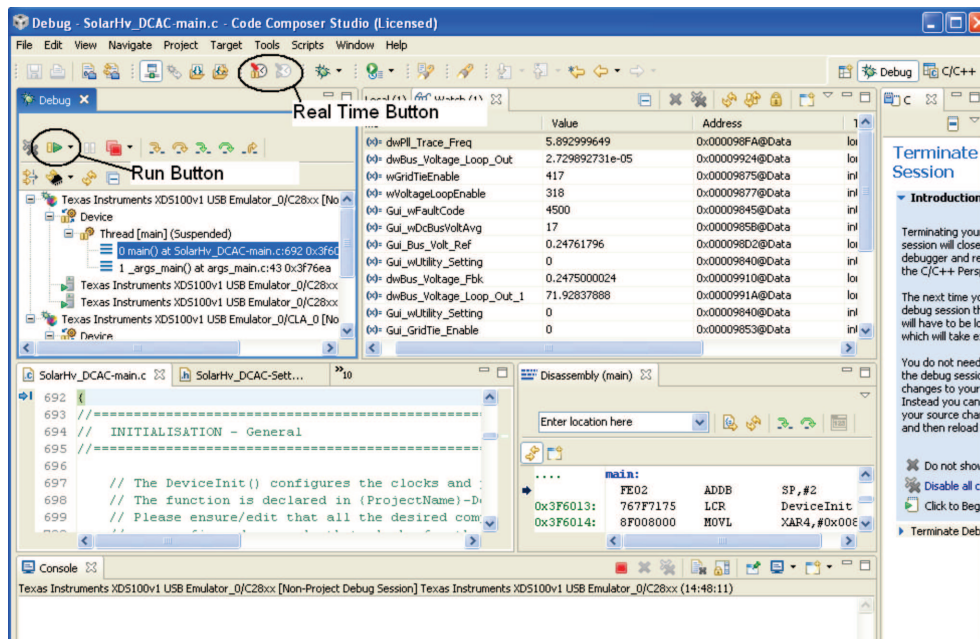 Debug - SolarHv_DCAC-main.c - Code Composer Studio (Licensed)
File Edit View Navigate Project Target Tools Scripts Window Help
Debug C/C++
Real Time Button
Debug
Run Button
Texas Instruments XDS100v1 USB Emulator_0/C28xx [No
Device
Thread [main] (Suspended)
0 main() at SolarHv_DCAC-main.c:692 0x3f60
1 _args_main() at args_main.c:43 0x3f76ea
Texas Instruments XDS100v1 USB Emulator_0/C28xx
Texas Instruments XDS100v1 USB Emulator_0/C28xx
Texas Instruments XDS100v1 USB Emulator_0/CLA_0 [No
Device
Value Address
dwPll_Trace_Freq 5.892999649 0x000098FA@Data
dwBus_Voltage_Loop_Out 2.729892731e-05 0x00009924@Data
wGridTieEnable 417 0x00009875@Data
wVoltageLoopEnable 318 0x00009877@Data
Gui_wFaultCode 4500 0x00009845@Data
Gui_wDcBusVoltAvg 17 0x0000985B@Data
Gui_Bus_Volt_Ref 0.24761796 0x000098D2@Data
Gui_wUtility_Setting 0 0x00009840@Data
dwBus_Voltage_Fbk 0.2475000024 0x00009910@Data
dwBus_Voltage_Loop_Out_1 71.92837888 0x0000991A@Data
Gui_wUtility_Setting 0 0x00009840@Data
Gui_GridTie_Enable 0 0x00009853@Data
C
Terminate
Session
Introduction
Terminating your
session will close
debugger and re
the C/C++ Persp
The next time yo
debug session th
will have to be lo
which will take e
You do not need
the debug sessio
changes to your
Instead you can
your source cha
and then reload
Do not show
Disable all c
Click to Beg
Terminate Deb
SolarHv_DCAC-main.c SolarHv_DCAC-Sett... »10
692 {
693 //==================================================
694 // INITIALISATION - General
695 //==================================================
696
697 // The DeviceInit() configures the clocks and
698 // The function is declared in (ProjectName)-De
699 // Please ensure/edit that all the desired com
Disassembly (main)
Enter location here
.... main:
FE02 ADDB SP,#2
0x3F6013: 767F7175 LCR DeviceInit
0x3F6014: 8F008000 MOVL XAR4,#0x008
Console
Texas Instruments XDS100v1 USB Emulator_0/C28xx [Non-Project Debug Session] Texas Instruments XDS100v1 USB Emulator_0/C28xx (14:48:11)